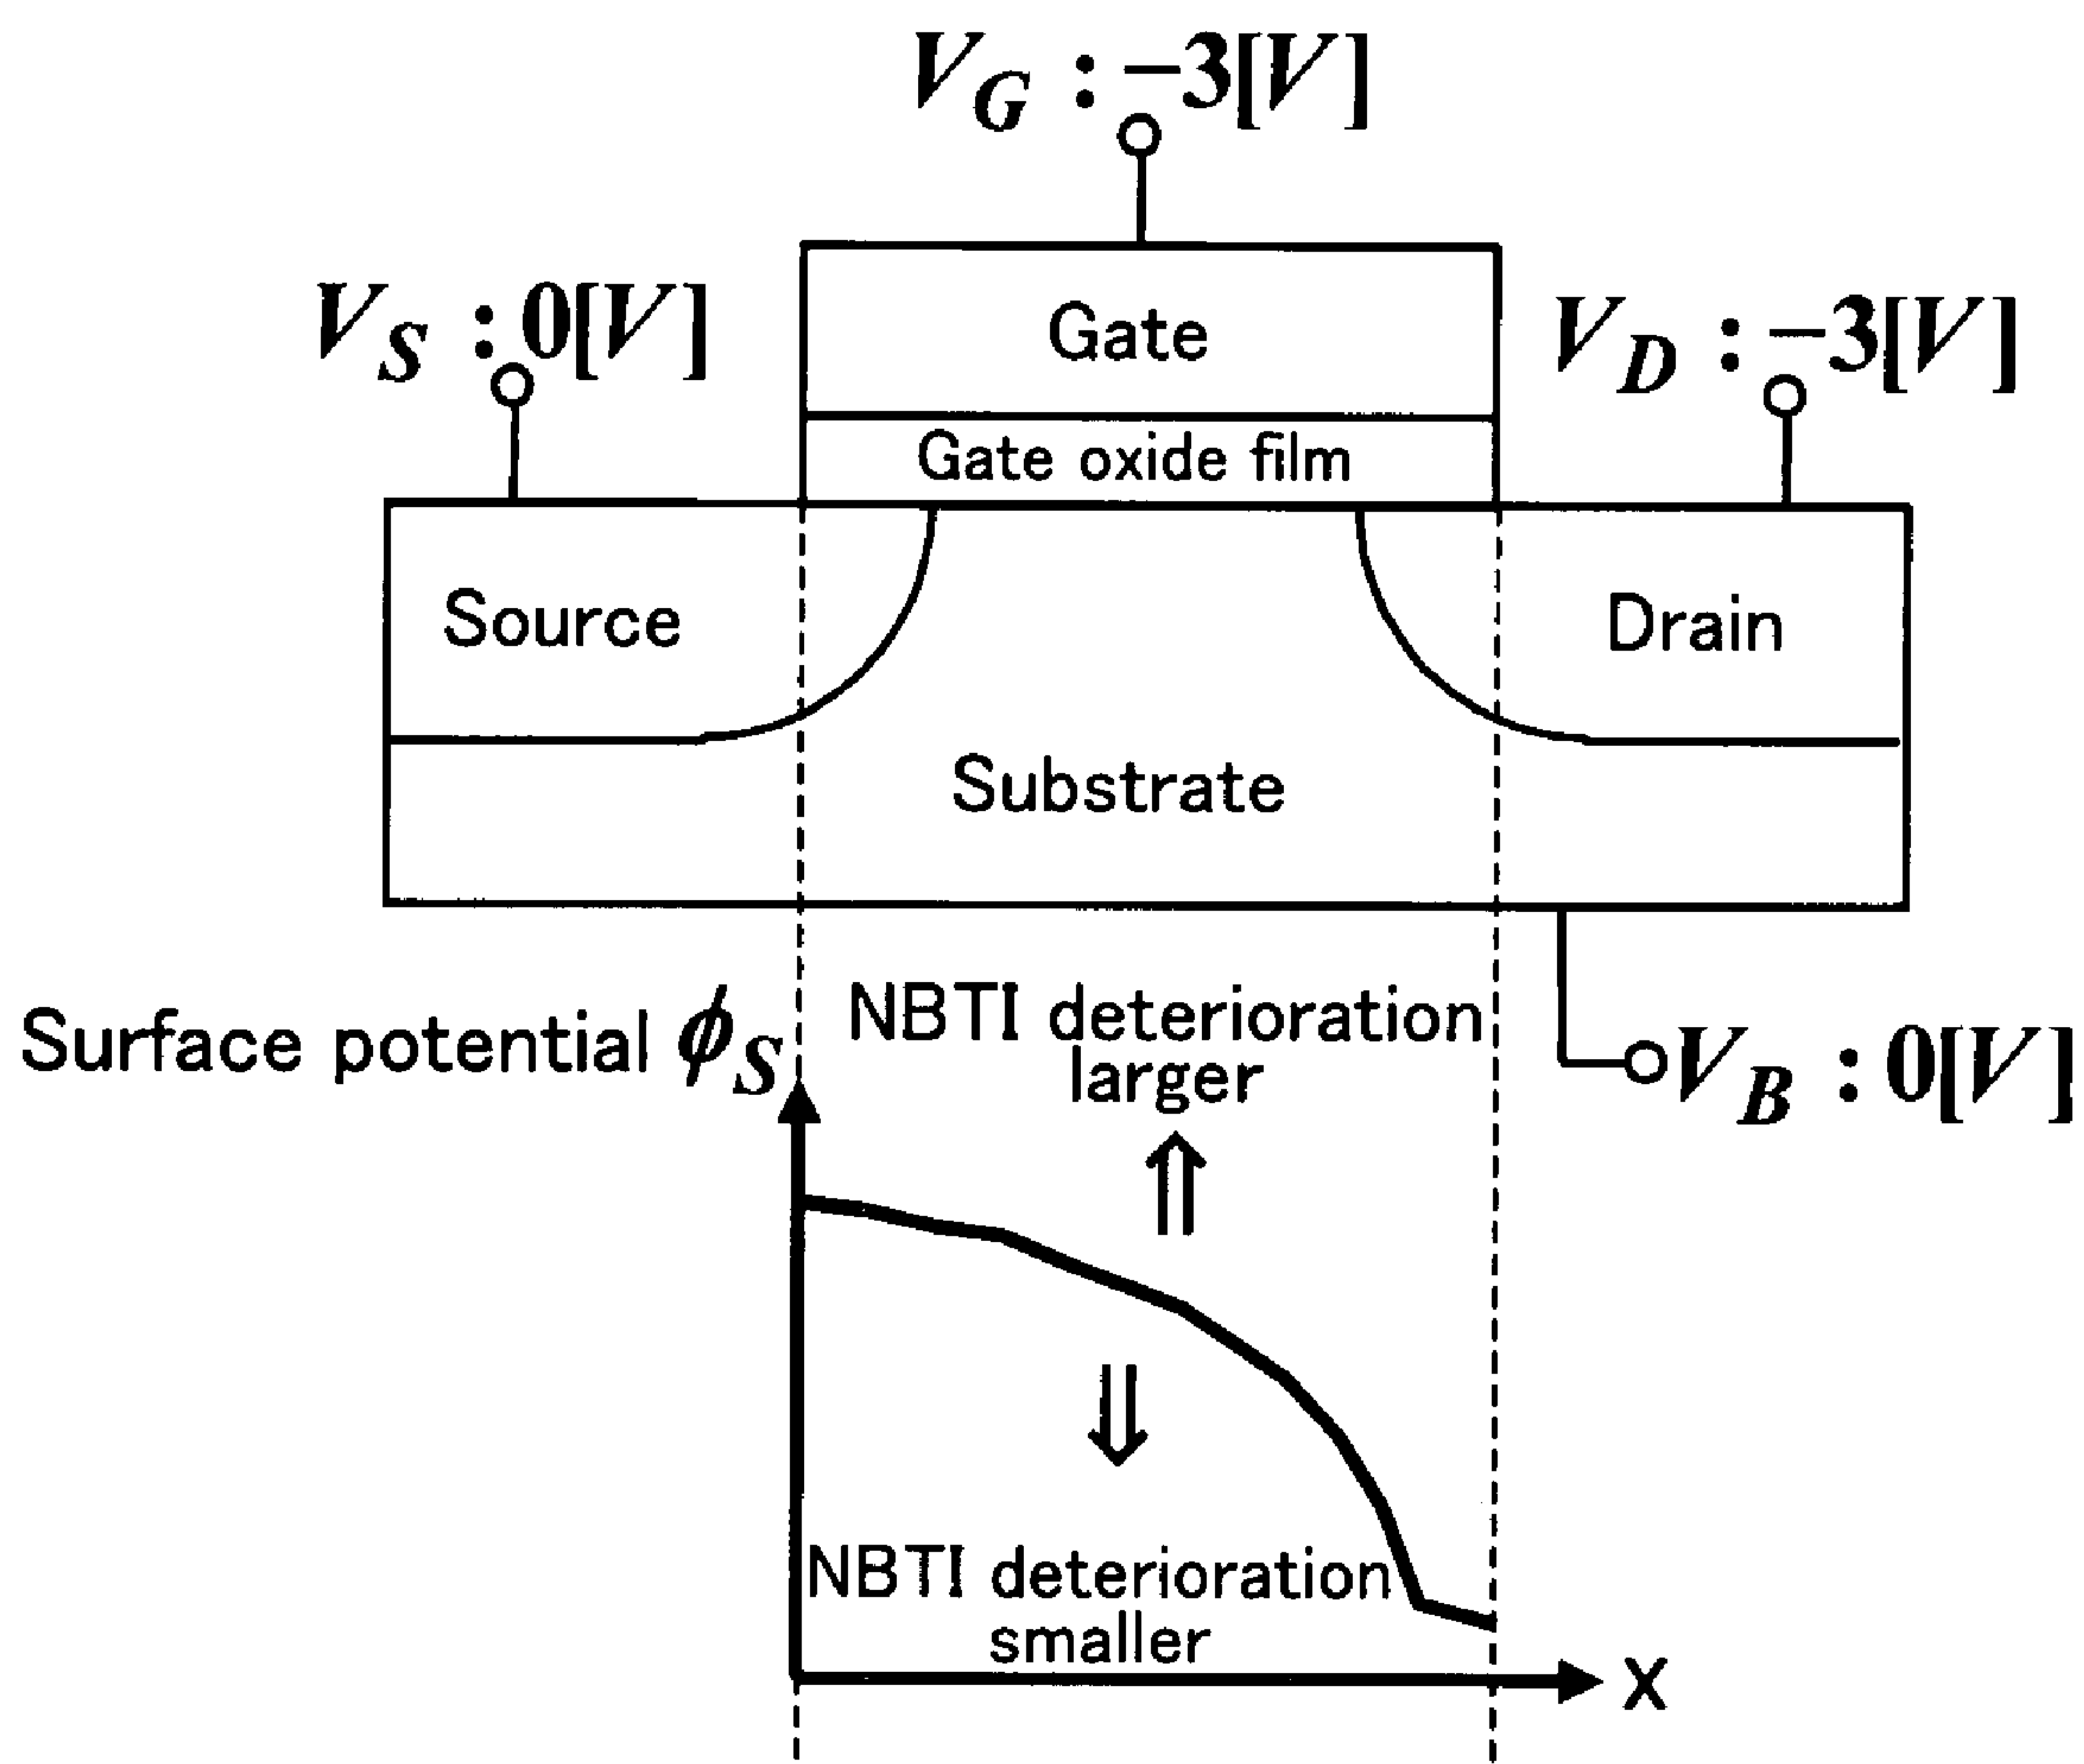 V_G : −3[V]
V_S : 0[V]
Gate
V_D : −3[V]
Gate oxide film
Source
Drain
Substrate
NBTI deterioration
larger
Surface potential ϕ_S
V_B : 0[V]
NBTI deterioration
smaller
X